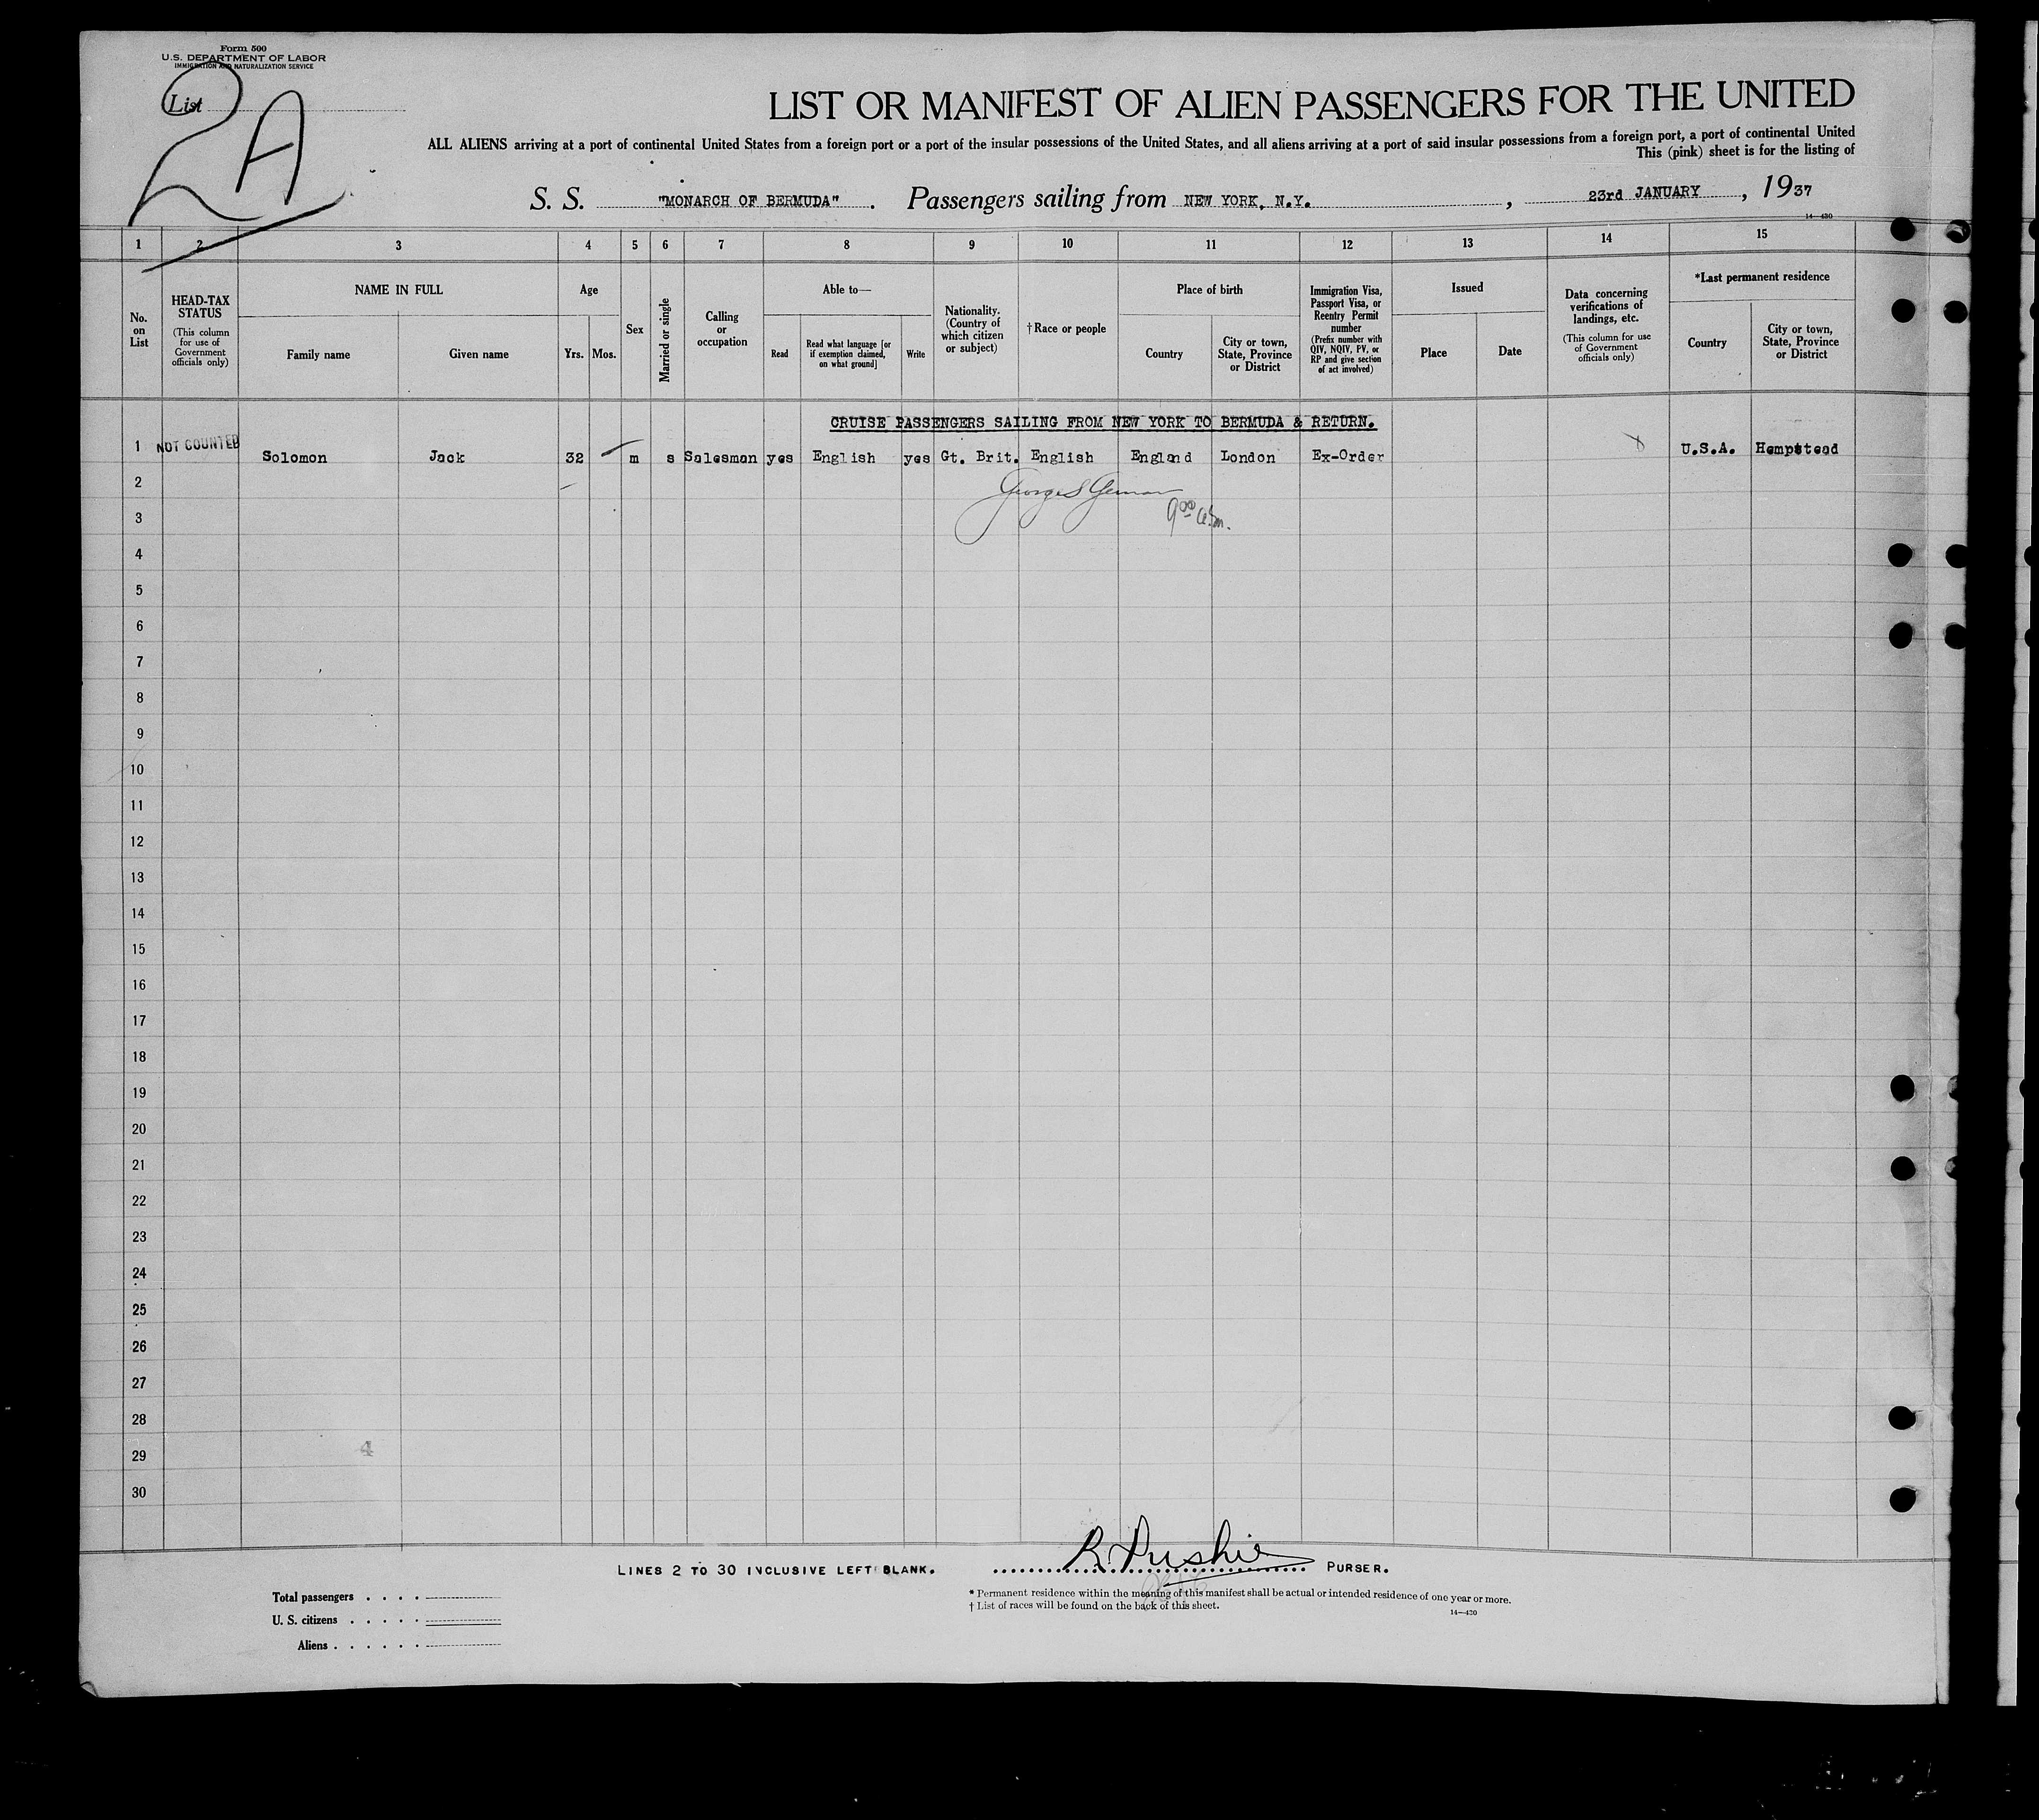 Form 500
U.S. DEPARTMENT OF LABOR
IMMIGRATION AND NATURALIZATION SERVICE
List
2A
LIST OR MANIFEST OF ALIEN PASSENGERS FOR THE UNITED
ALL ALIENS arriving at a port of continental United States from a foreign port or a port of the insular possessions of the United States, and all aliens arriving at a port of said insular possessions from a foreign port, a port of continental United
This (pink) sheet is for the listing of
S. S. "MONARCH OF BERMUDA". Passengers sailing from NEW YORK, N.Y., 23rd JANUARY, 1937
14—430
1 2 3 4 5 6 7 8 9 10 11 12 13 14 15
No. on List
HEAD-TAX STATUS (This column for use of Government officials only)
NAME IN FULL
Family name Given name
Age
Yrs. Mos.
Sex
Married or single
Calling or occupation
Able to—
Read Read what language [or if exemption claimed, on what ground] Write
Nationality. (Country of which citizen or subject)
†Race or people
Place of birth
Country City or town, State, Province or District
Immigration Visa, Passport Visa, or Reentry Permit number (Prefix number with QIV, NQIV, PV, or RP and give section of act involved)
Issued
Place Date
Data concerning verifications of landings, etc. (This column for use of Government officials only)
*Last permanent residence
Country City or town, State, Province or District
CRUISE PASSENGERS SAILING FROM NEW YORK TO BERMUDA & RETURN.
1 NOT COUNTED Solomon Jack 32 m s Salesman yes English yes Gt. Brit. English England London Ex-Order U.S.A. Hempstead
2
3 9⁰⁰ a.m.
4
5
6
7
8
9
10
11
12
13
14
15
16
17
18
19
20
21
22
23
24
25
26
27
28
29 4
30
LINES 2 TO 30 INCLUSIVE LEFT BLANK. R. Pushie PURSER.
Total passengers
U. S. citizens
Aliens
* Permanent residence within the meaning of this manifest shall be actual or intended residence of one year or more.
† List of races will be found on the back of this sheet.
14—430